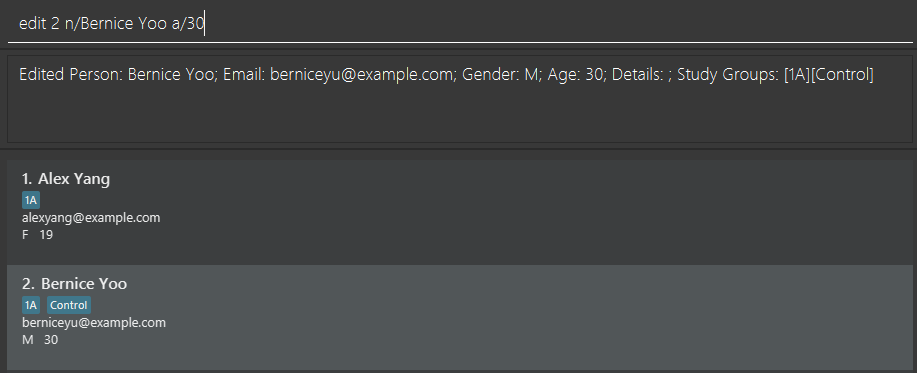 edit 2 n/Bernice Yoo a/30
Edited Person: Bernice Yoo; Email: berniceyu@example.com; Gender: M; Age: 30; Details: ; Study Groups: [1A][Control]
1. Alex Yang
1A
alexyang@example.com
F 19
2. Bernice Yoo
1A Control
berniceyu@example.com
M 30